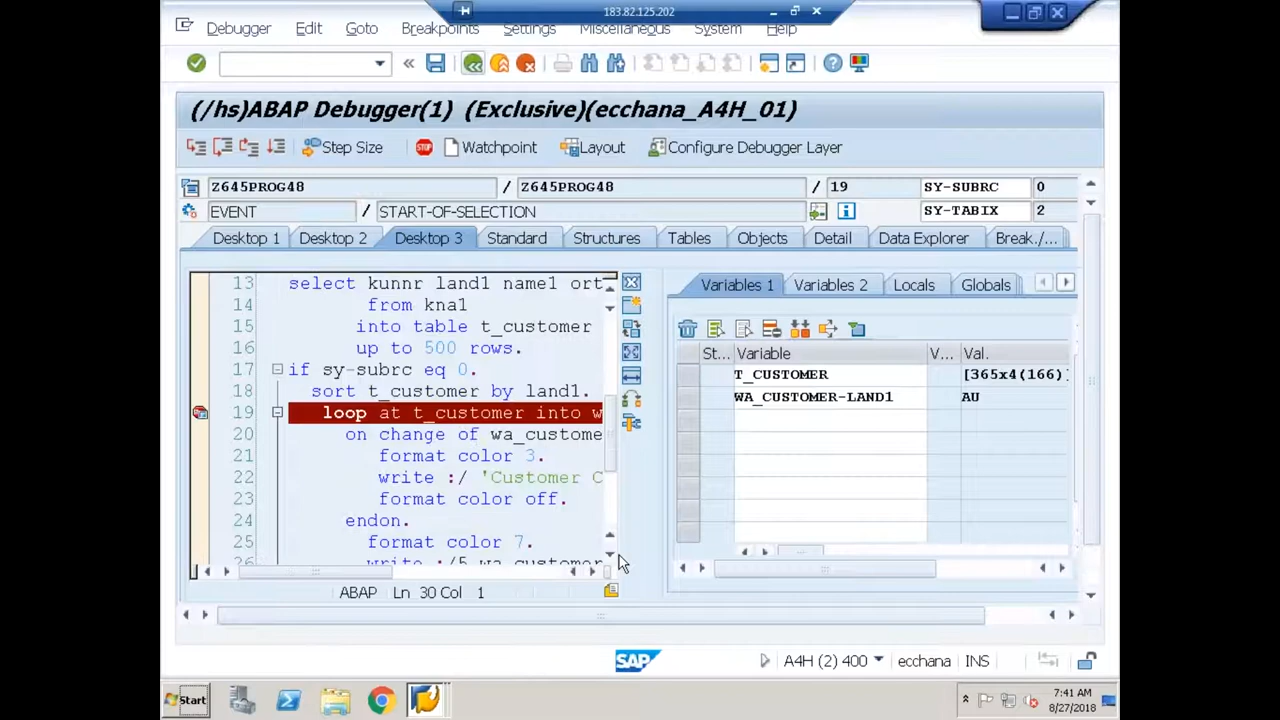 183.82.125.202
Debugger Edit Goto Breakpoints Settings Miscellaneous System Help
(/hs)ABAP Debugger(1) (Exclusive)(ecchana_A4H_01)
Step Size STOP Watchpoint Layout Configure Debugger Layer
Z645PROG48 / Z645PROG48 / 19 SY-SUBRC 0
EVENT / START-OF-SELECTION SY-TABIX 2
Desktop 1 Desktop 2 Desktop 3 Standard Structures Tables Objects Detail Data Explorer Break./...
13 select kunnr land1 name1 ort
14 from kna1
15 into table t_customer
16 up to 500 rows.
17 if sy-subrc eq 0.
18 sort t_customer by land1.
19 loop at t_customer into w
20 on change of wa_custome
21 format color 3.
22 write :/ 'Customer C
23 format color off.
24 endon.
25 format color 7.
26 write :/5 wa_customer
ABAP Ln 30 Col 1
Variables 1 Variables 2 Locals Globals
St... Variable V... Val.
T_CUSTOMER [365x4(166)]
WA_CUSTOMER-LAND1 AU
SAP A4H (2) 400 ecchana INS
Start 7:41 AM
8/27/2018